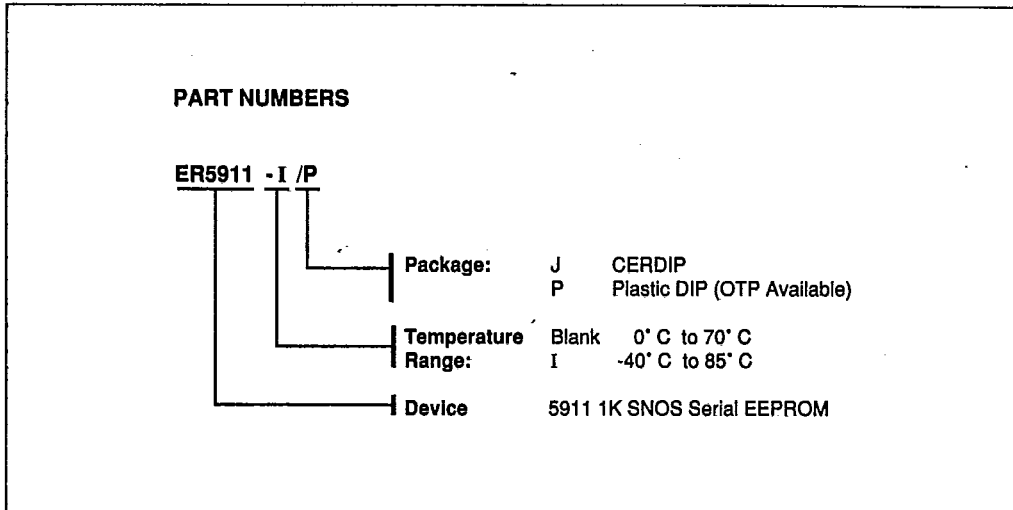 PART NUMBERS
ER5911 - I /P
Package: J CERDIP
P Plastic DIP (OTP Available)
Temperature Blank 0° C to 70° C
Range: I -40° C to 85° C
Device 5911 1K SNOS Serial EEPROM